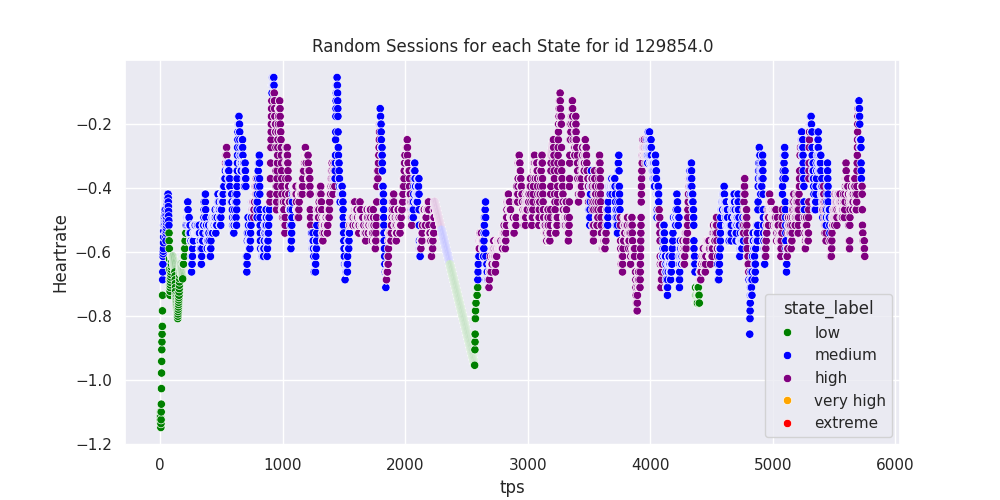 Random Sessions for each State for id 129854.0
Heartrate
−0.2
−0.4
−0.6
−0.8
−1.0
−1.2
0
1000
2000
3000
4000
5000
6000
tps
state_label
low
medium
high
very high
extreme